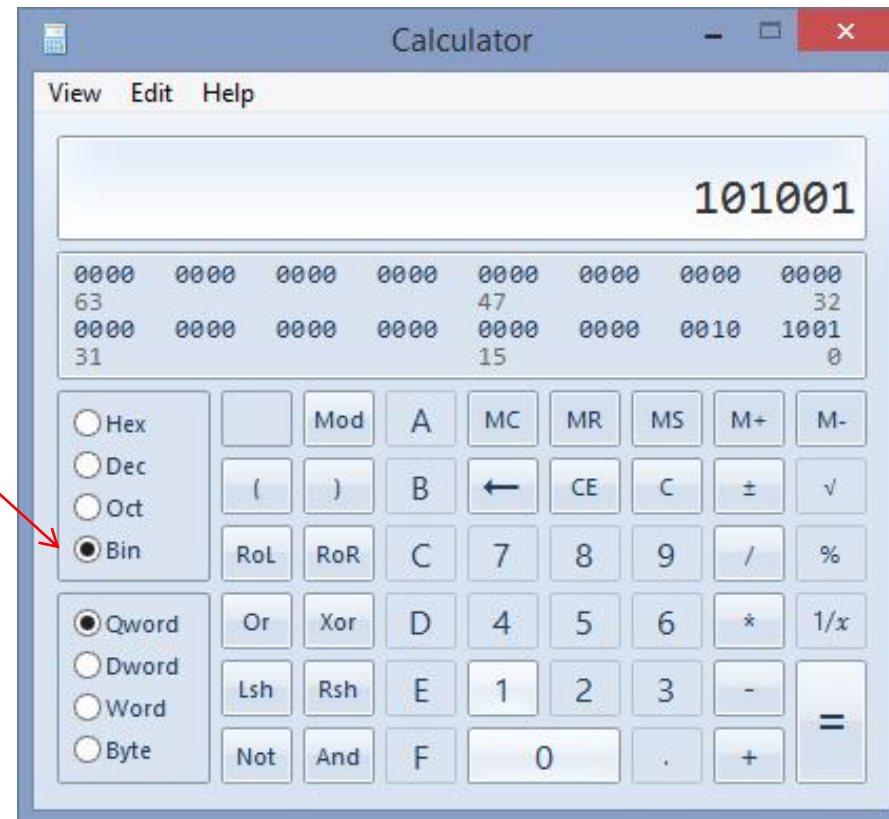 Calculator
View Edit Help
101001
0000 0000 0000 0000 0000 0000 0000 0000
63 47 32
0000 0000 0000 0000 0000 0000 0010 1001
31 15 0
Hex Mod A MC MR MS M+ M-
Dec ( ) B ← CE C ± √
Oct
Bin RoL RoR C 7 8 9 / %
Qword Or Xor D 4 5 6 * 1/x
Dword Lsh Rsh E 1 2 3 - =
Word
Byte Not And F 0 . +